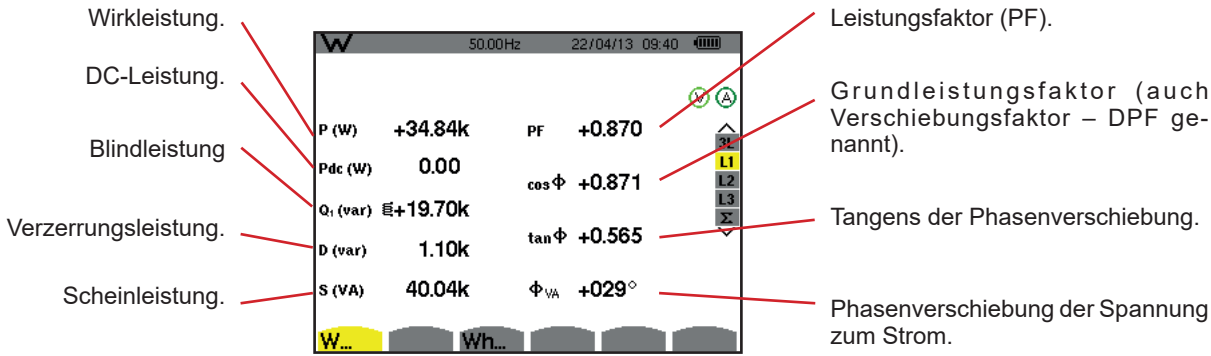 Wirkleistung.
DC-Leistung.
Blindleistung
Verzerrungsleistung.
Scheinleistung.
W 50.00Hz 22/04/13 09:40
V A
P (W) +34.84k PF +0.870
Pdc (W) 0.00 cosΦ +0.871
Q₁ (var) +19.70k tanΦ +0.565
D (var) 1.10k
S (VA) 40.04k ΦVA +029°
3L
L1
L2
L3
Σ
W... Wh...
Leistungsfaktor (PF).
Grundleistungsfaktor (auch
Verschiebungsfaktor – DPF ge-
nannt).
Tangens der Phasenverschiebung.
Phasenverschiebung der Spannung
zum Strom.